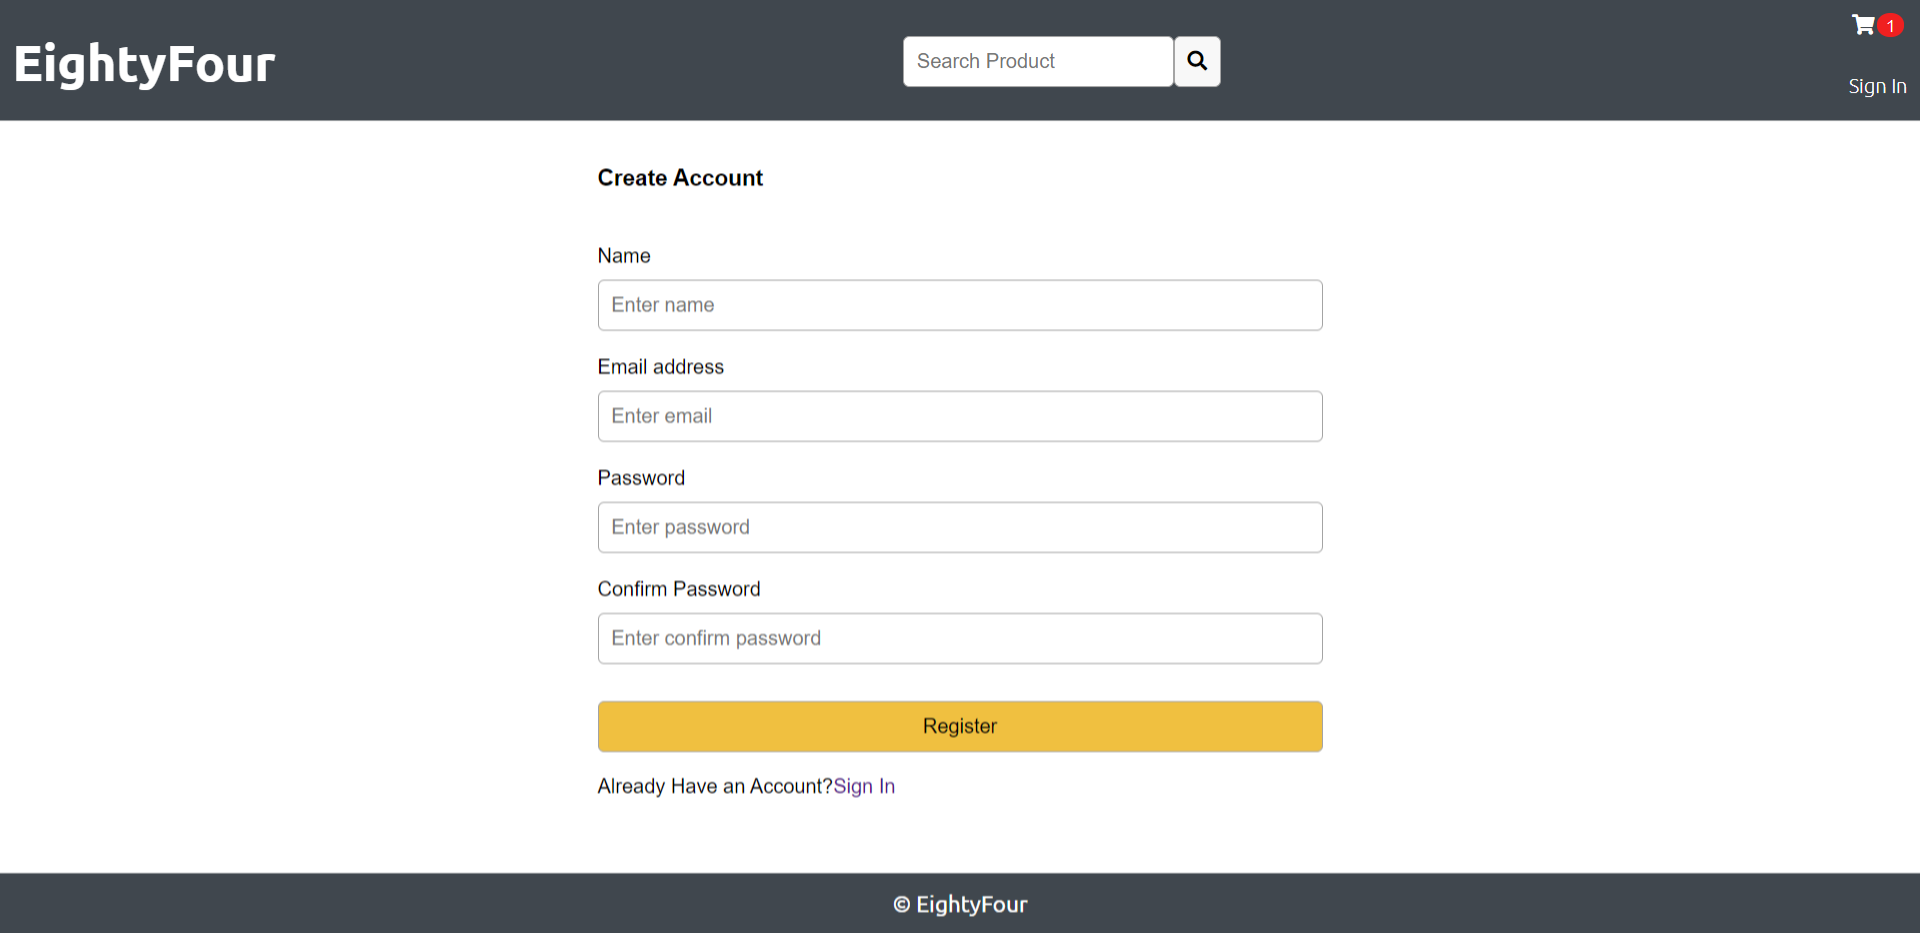 EightyFour
Search Product
1
Sign In
Create Account
Name
Enter name
Email address
Enter email
Password
Enter password
Confirm Password
Enter confirm password
Register
Already Have an Account?Sign In
© EightyFour